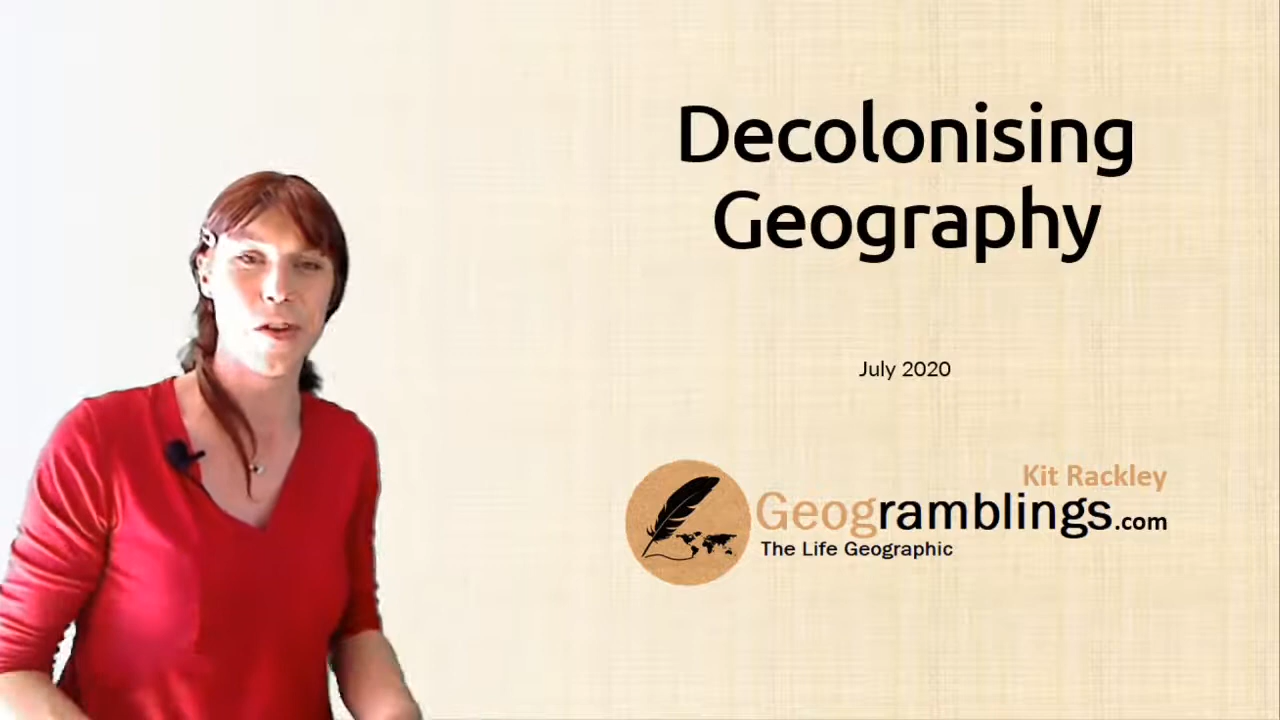 Decolonising
Geography
July 2020
Kit Rackley
Geogramblings.com
The Life Geographic